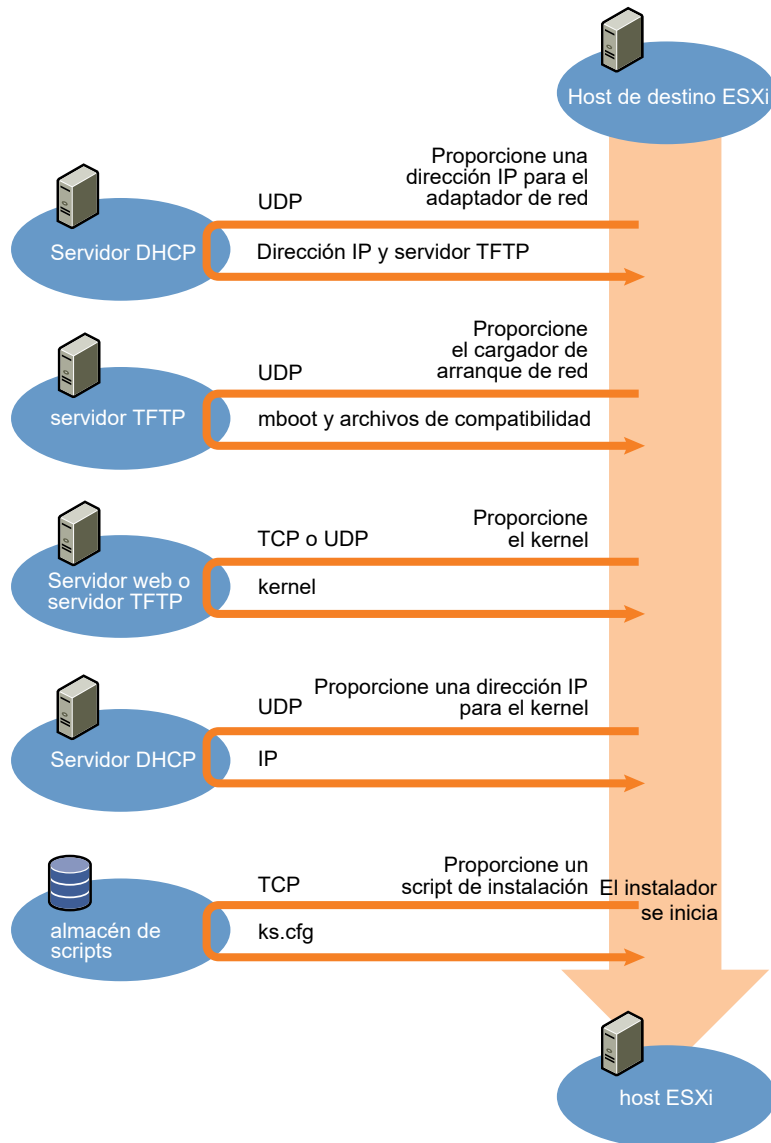 Host de destino ESXi
Proporcione una
dirección IP para el
adaptador de red
UDP
Servidor DHCP
Dirección IP y servidor TFTP
Proporcione
el cargador de
arranque de red
UDP
servidor TFTP
mboot y archivos de compatibilidad
Proporcione
el kernel
TCP o UDP
Servidor web o
servidor TFTP
kernel
Proporcione una dirección IP
para el kernel
UDP
Servidor DHCP
IP
Proporcione un
script de instalación
TCP
El instalador
se inicia
almacén de
scripts
ks.cfg
host ESXi